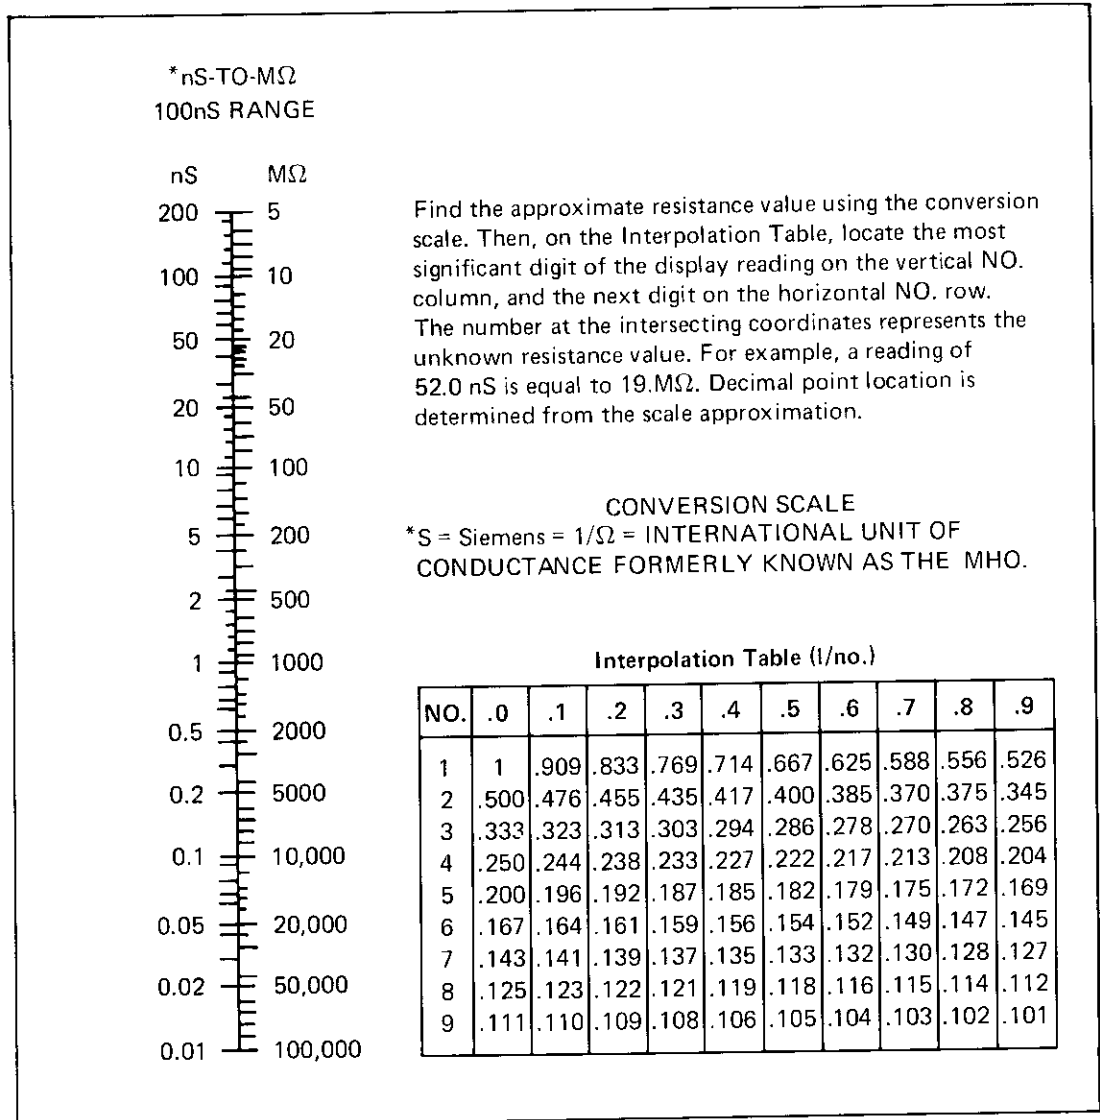 *nS-TO-MΩ
100nS RANGE
nS MΩ
200 5
100 10
50 20
20 50
10 100
5 200
2 500
1 1000
0.5 2000
0.2 5000
0.1 10,000
0.05 20,000
0.02 50,000
0.01 100,000
Find the approximate resistance value using the conversion
scale. Then, on the Interpolation Table, locate the most
significant digit of the display reading on the vertical NO.
column, and the next digit on the horizontal NO. row.
The number at the intersecting coordinates represents the
unknown resistance value. For example, a reading of
52.0 nS is equal to 19.MΩ. Decimal point location is
determined from the scale approximation.
CONVERSION SCALE
*S = Siemens = 1/Ω = INTERNATIONAL UNIT OF
CONDUCTANCE FORMERLY KNOWN AS THE MHO.
Interpolation Table (I/no.)
NO. .0 .1 .2 .3 .4 .5 .6 .7 .8 .9
1 1 .909 .833 .769 .714 .667 .625 .588 .556 .526
2 .500 .476 .455 .435 .417 .400 .385 .370 .375 .345
3 .333 .323 .313 .303 .294 .286 .278 .270 .263 .256
4 .250 .244 .238 .233 .227 .222 .217 .213 .208 .204
5 .200 .196 .192 .187 .185 .182 .179 .175 .172 .169
6 .167 .164 .161 .159 .156 .154 .152 .149 .147 .145
7 .143 .141 .139 .137 .135 .133 .132 .130 .128 .127
8 .125 .123 .122 .121 .119 .118 .116 .115 .114 .112
9 .111 .110 .109 .108 .106 .105 .104 .103 .102 .101